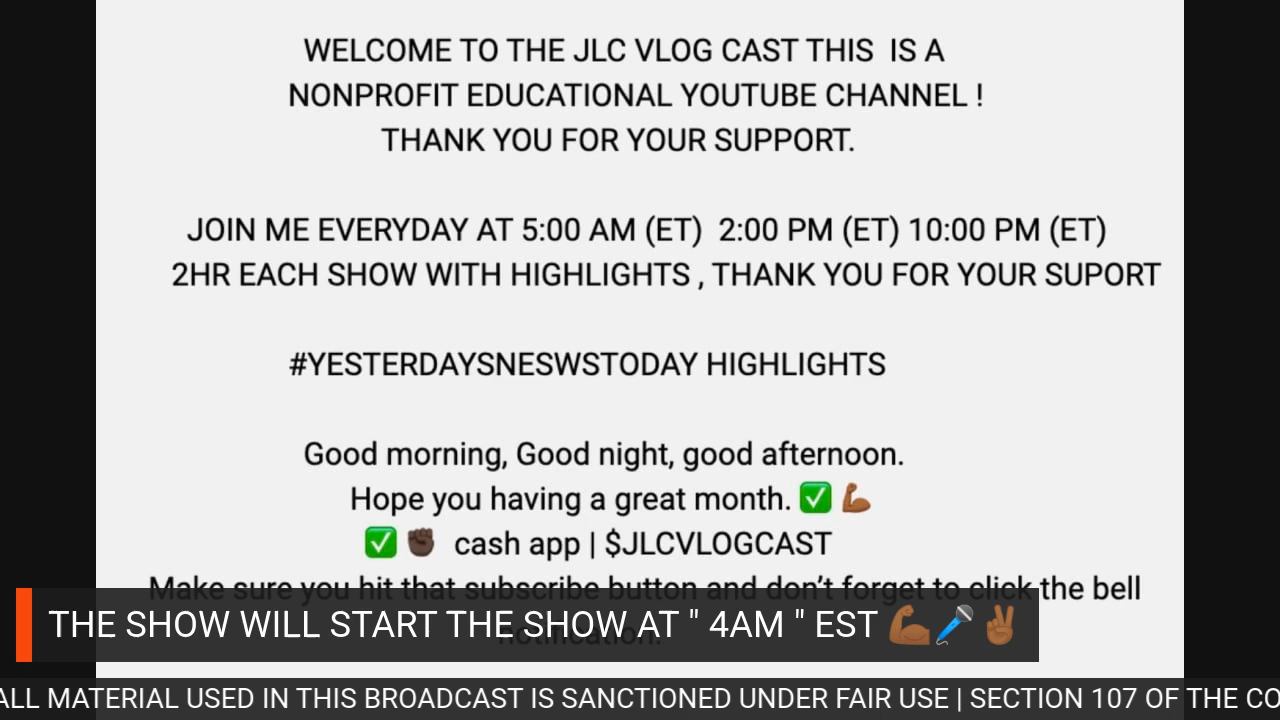 WELCOME TO THE JLC VLOG CAST THIS IS A
NONPROFIT EDUCATIONAL YOUTUBE CHANNEL !
THANK YOU FOR YOUR SUPPORT.
JOIN ME EVERYDAY AT 5:00 AM (ET) 2:00 PM (ET) 10:00 PM (ET)
2HR EACH SHOW WITH HIGHLIGHTS , THANK YOU FOR YOUR SUPORT
#YESTERDAYSNESWSTODAY HIGHLIGHTS
Good morning, Good night, good afternoon.
Hope you having a great month. ✅ 💪🏾
✅ ✊🏿 cash app | $JLCVLOGCAST
Make sure you hit that subscribe button and don’t forget to click the bell
notification.
THE SHOW WILL START THE SHOW AT " 4AM " EST 💪🏾🎤✌🏾
ALL MATERIAL USED IN THIS BROADCAST IS SANCTIONED UNDER FAIR USE | SECTION 107 OF THE CO